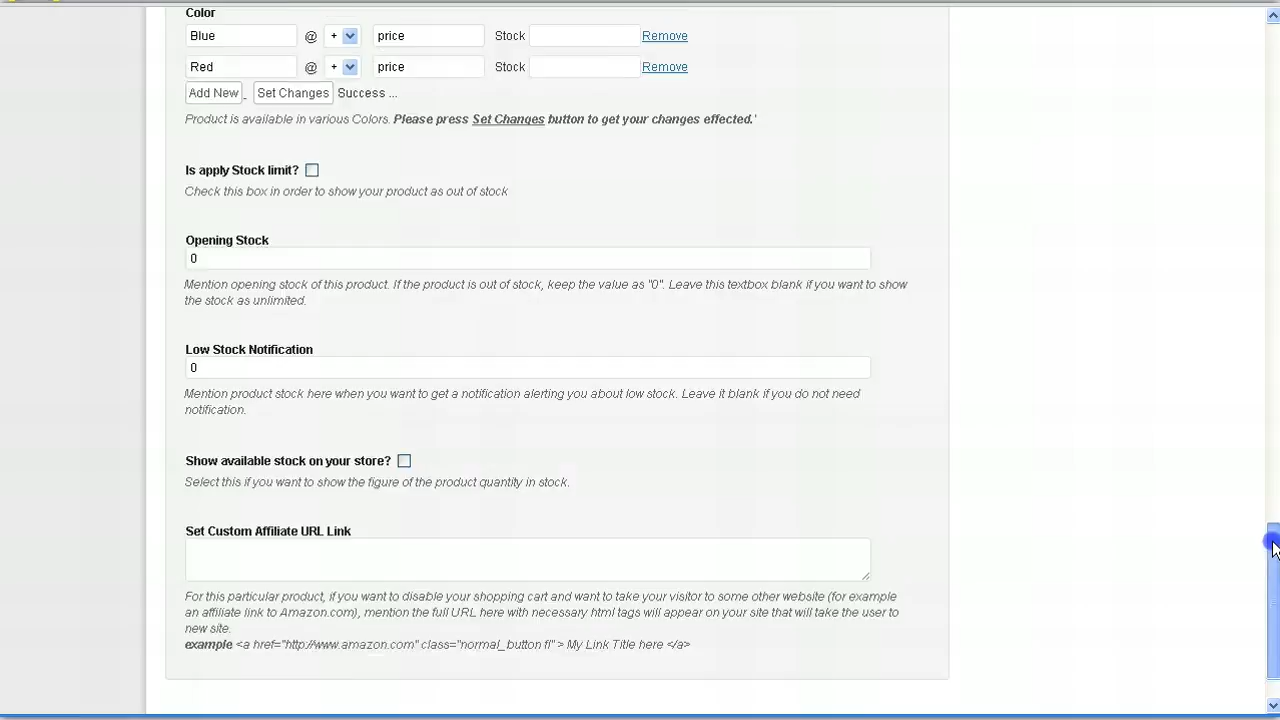 Color
Blue @ + price Stock Remove
Red @ + price Stock Remove
Add New Set Changes Success ...
Product is available in various Colors. Please press Set Changes button to get your changes effected.'
Is apply Stock limit?
Check this box in order to show your product as out of stock
Opening Stock
0
Mention opening stock of this product. If the product is out of stock, keep the value as "0". Leave this textbox blank if you want to show
the stock as unlimited.
Low Stock Notification
0
Mention product stock here when you want to get a notification alerting you about low stock. Leave it blank if you do not need
notification.
Show available stock on your store?
Select this if you want to show the figure of the product quantity in stock.
Set Custom Affiliate URL Link
For this particular product, if you want to disable your shopping cart and want to take your visitor to some other website (for example
an affiliate link to Amazon.com), mention the full URL here with necessary html tags will appear on your site that will take the user to
new site.
example <a href="http://www.amazon.com" class="normal_button fl" > My Link Title here </a>